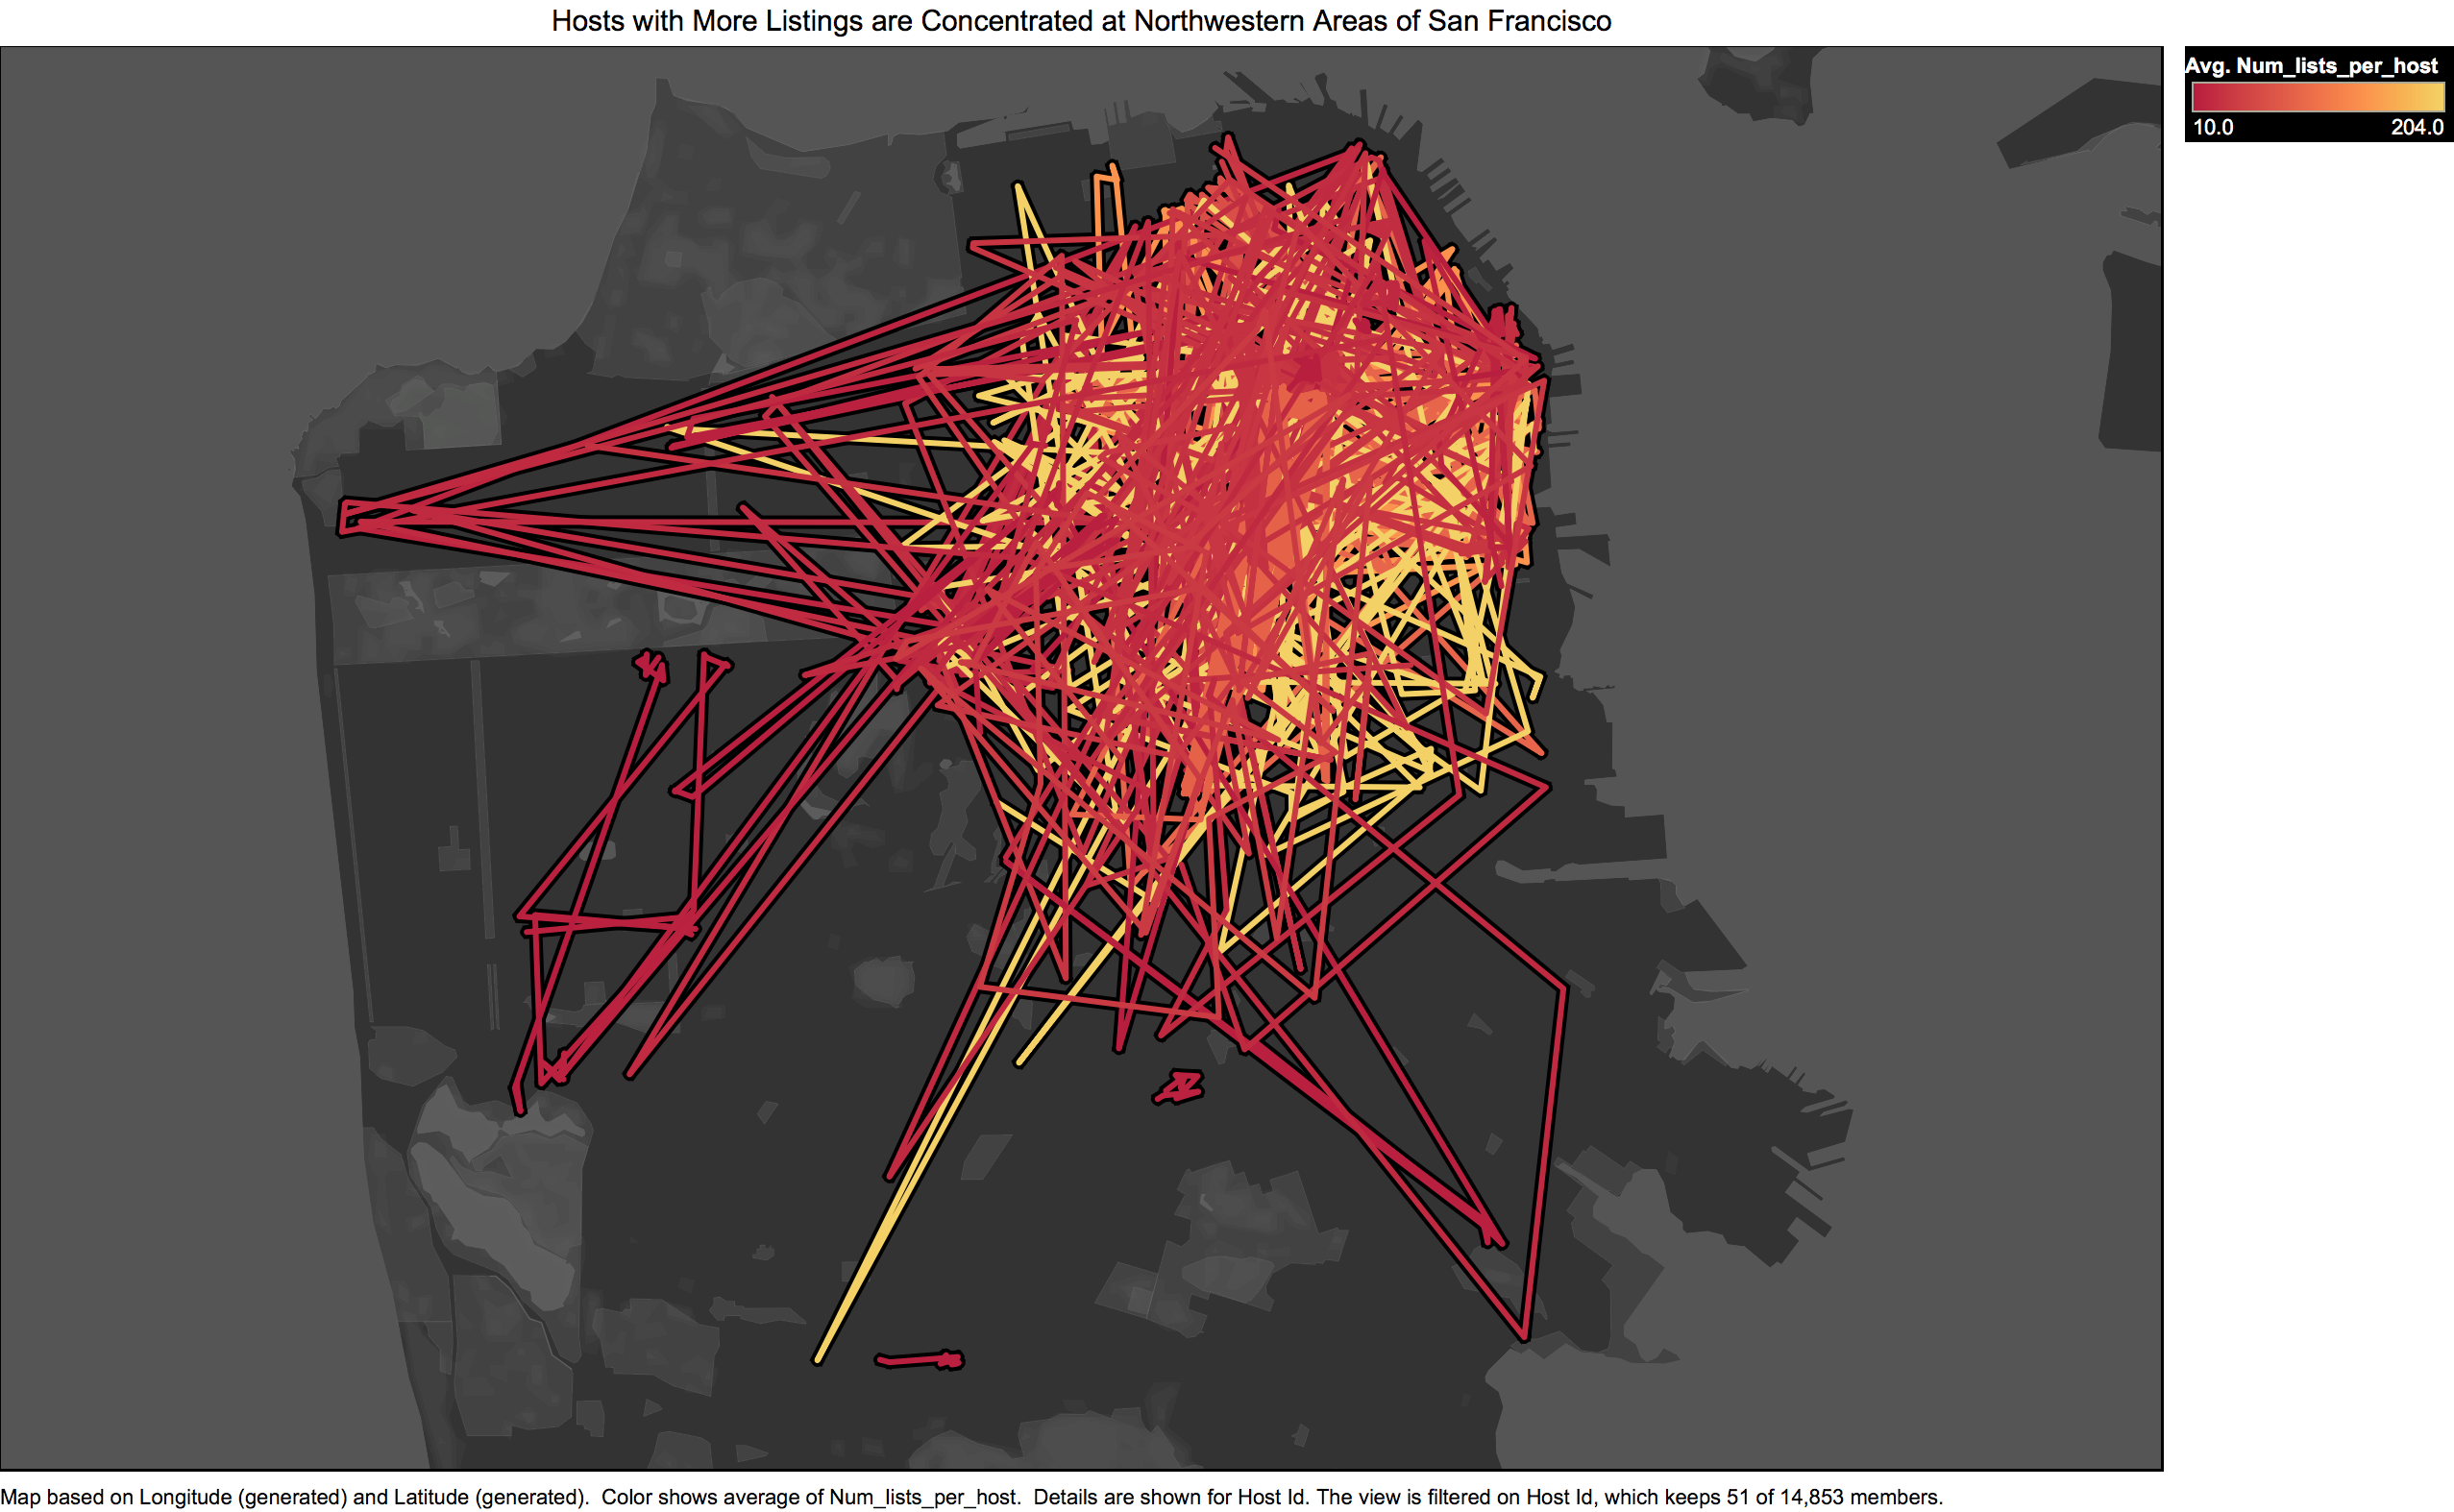 Hosts with More Listings are Concentrated at Northwestern Areas of San Francisco
Avg. Num_lists_per_host
10.0 204.0
Map based on Longitude (generated) and Latitude (generated).  Color shows average of Num_lists_per_host.  Details are shown for Host Id. The view is filtered on Host Id, which keeps 51 of 14,853 members.